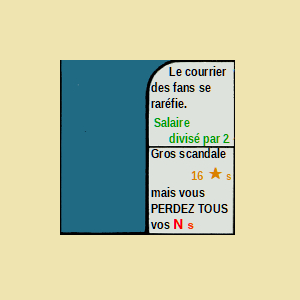 Le courrier
des fans se
raréfie.
Salaire
divisé par 2
Gros scandale
16 ★ s
mais vous
PERDEZ TOUS
vos N s